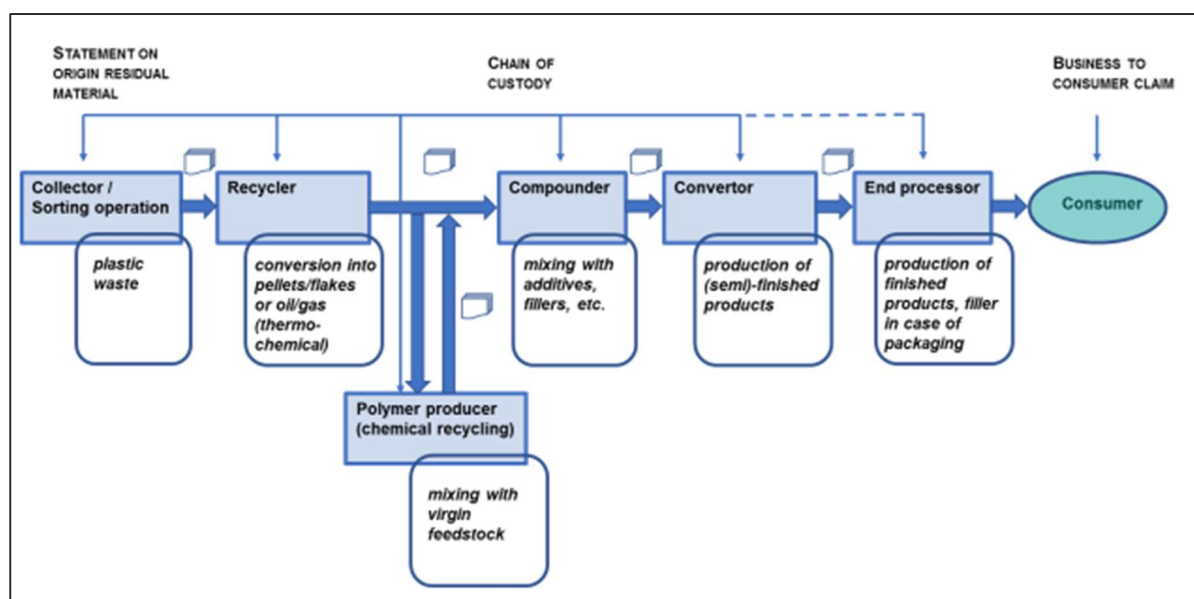 STATEMENT ON
ORIGIN RESIDUAL
MATERIAL
CHAIN OF
CUSTODY
BUSINESS TO
CONSUMER CLAIM
Collector /
Sorting operation
Recycler
Compounder
Convertor
End processor
Consumer
plastic
waste
conversion into
pellets/flakes
or oil/gas
(thermo-
chemical)
mixing with
additives,
fillers, etc.
production of
(semi)-finished
products
production of
finished
products, filler
in case of
packaging
Polymer producer
(chemical recycling)
mixing with
virgin
feedstock